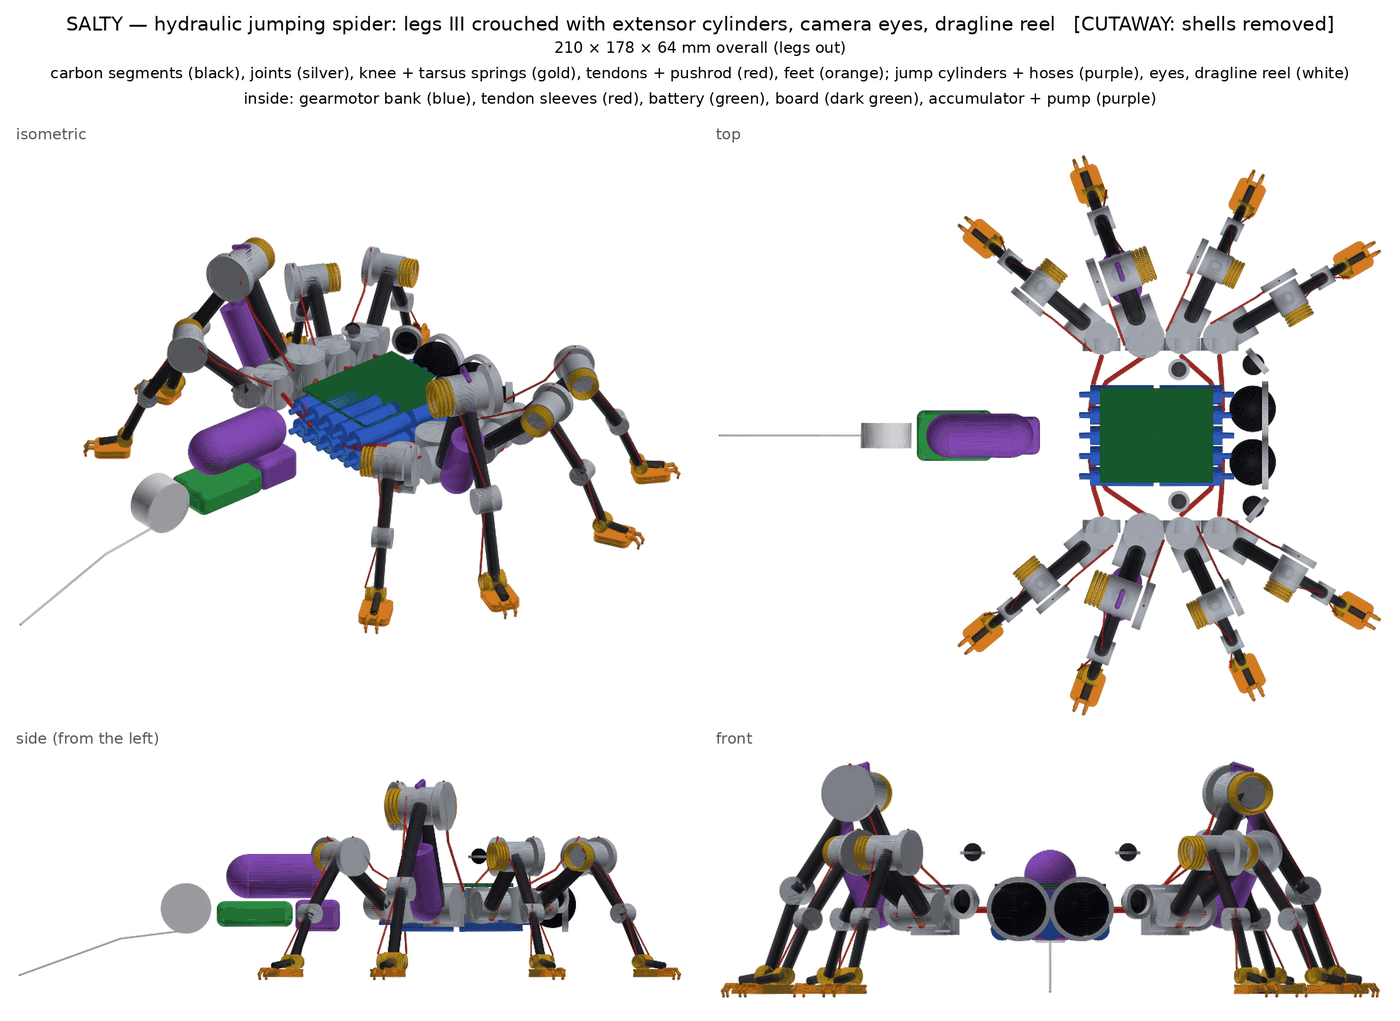 SALTY — hydraulic jumping spider: legs III crouched with extensor cylinders, camera eyes, dragline reel   [CUTAWAY: shells removed]
210 × 178 × 64 mm overall (legs out)
carbon segments (black), joints (silver), knee + tarsus springs (gold), tendons + pushrod (red), feet (orange); jump cylinders + hoses (purple), eyes, dragline reel (white)
inside: gearmotor bank (blue), tendon sleeves (red), battery (green), board (dark green), accumulator + pump (purple)
isometric
top
side (from the left)
front